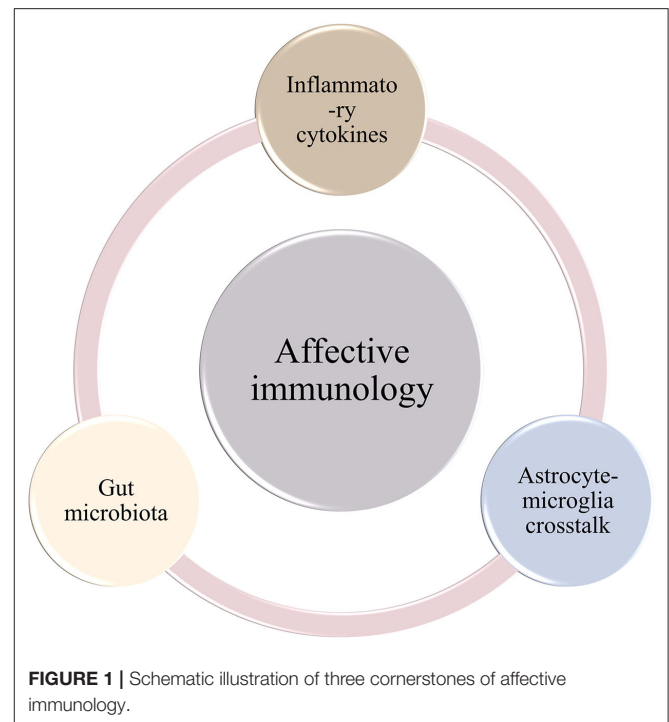 Inflammato
-ry
cytokines
Affective
immunology
Gut
microbiota
Astrocyte-
microglia
crosstalk
FIGURE 1 | Schematic illustration of three cornerstones of affective
immunology.